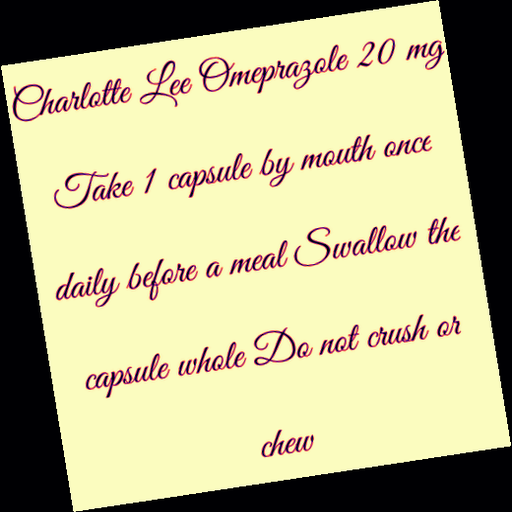 Charlotte Lee Omeprazole 20 mg
Take 1 capsule by mouth once
daily before a meal Swallow the
capsule whole Do not crush or
chew